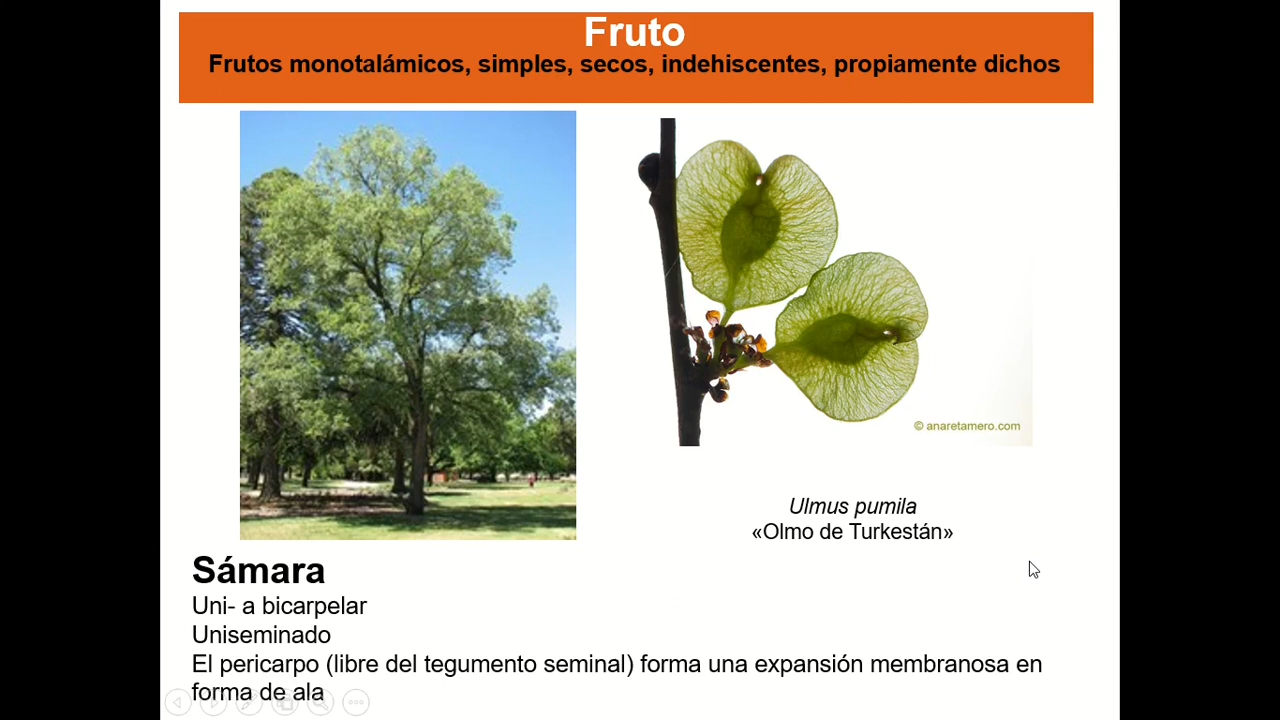 Fruto
Frutos monotalámicos, simples, secos, indehiscentes, propiamente dichos
© anaretamero.com
Ulmus pumila
«Olmo de Turkestán»
Sámara
Uni- a bicarpelar
Uniseminado
El pericarpo (libre del tegumento seminal) forma una expansión membranosa en
forma de ala